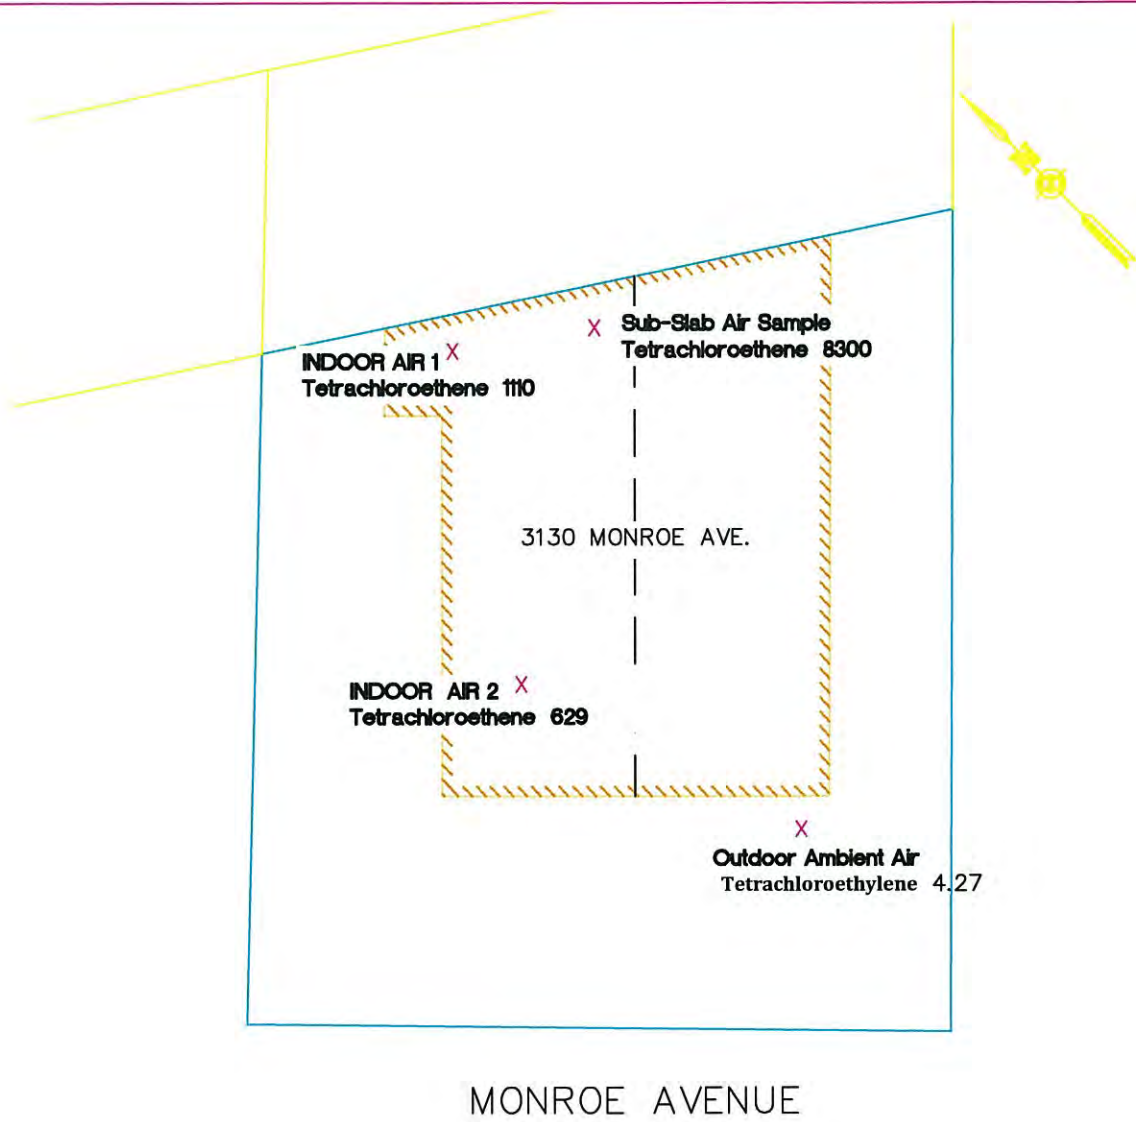 Sub-Slab Air Sample
Tetrachloroethene 8300
INDOOR AIR 1
Tetrachloroethene 1110
3130 MONROE AVE.
INDOOR AIR 2
Tetrachloroethene 629
Outdoor Ambient Air
Tetrachloroethylene 4.27
MONROE AVENUE